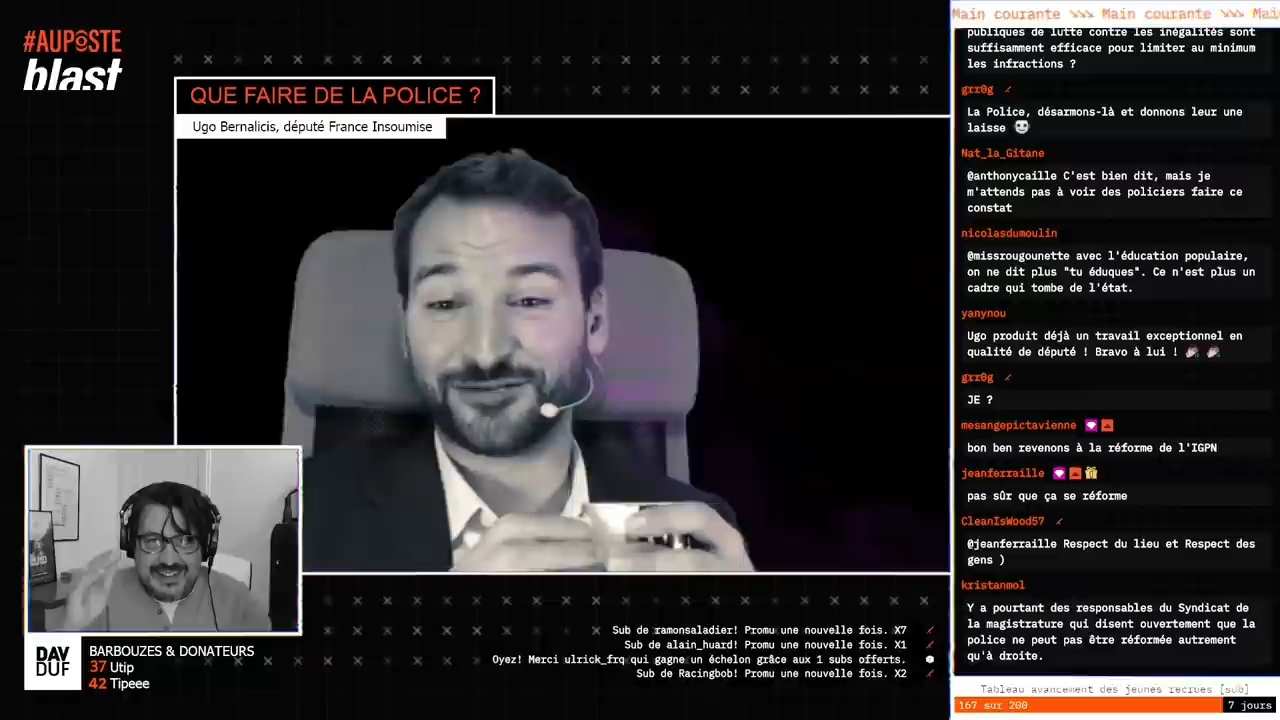 #AUPOSTE
blast
QUE FAIRE DE LA POLICE ?
Ugo Bernalicis, député France Insoumise
DAV
DUF
BARBOUZES & DONATEURS
37 Utip
42 Tipeee
Sub de ramonsaladier! Promu une nouvelle fois. X7
Sub de alain_huard! Promu une nouvelle fois. X1
Oyez! Merci ulrick_frq qui gagne un échelon grâce aux 1 subs offerts.
Sub de Racingbob! Promu une nouvelle fois. X2
Main courante Main courante Mai
publiques de lutte contre les inégalités sont
suffisamment efficace pour limiter au minimum
les infractions ?
grr0g
La Police, désarmons-là et donnons leur une
laisse
Nat_la_Gitane
@anthonycaille C'est bien dit, mais je
m'attends pas à voir des policiers faire ce
constat
nicolasdumoulin
@missrougounette avec l'éducation populaire,
on ne dit plus "tu éduques". Ce n'est plus un
cadre qui tombe de l'état.
yanynou
Ugo produit déjà un travail exceptionnel en
qualité de député ! Bravo à lui !
grr0g
JE ?
mesangepictavienne
bon ben revenons à la réforme de l'IGPN
jeanferraille
pas sûr que ça se réforme
CleanIsWood57
@jeanferraille Respect du lieu et Respect des
gens )
kristanmol
Y a pourtant des responsables du Syndicat de
la magistrature qui disent ouvertement que la
police ne peut pas être réformée autrement
qu'à droite.
Tableau avancement des jeunes recrues [sub]
167 sur 200
7 jours